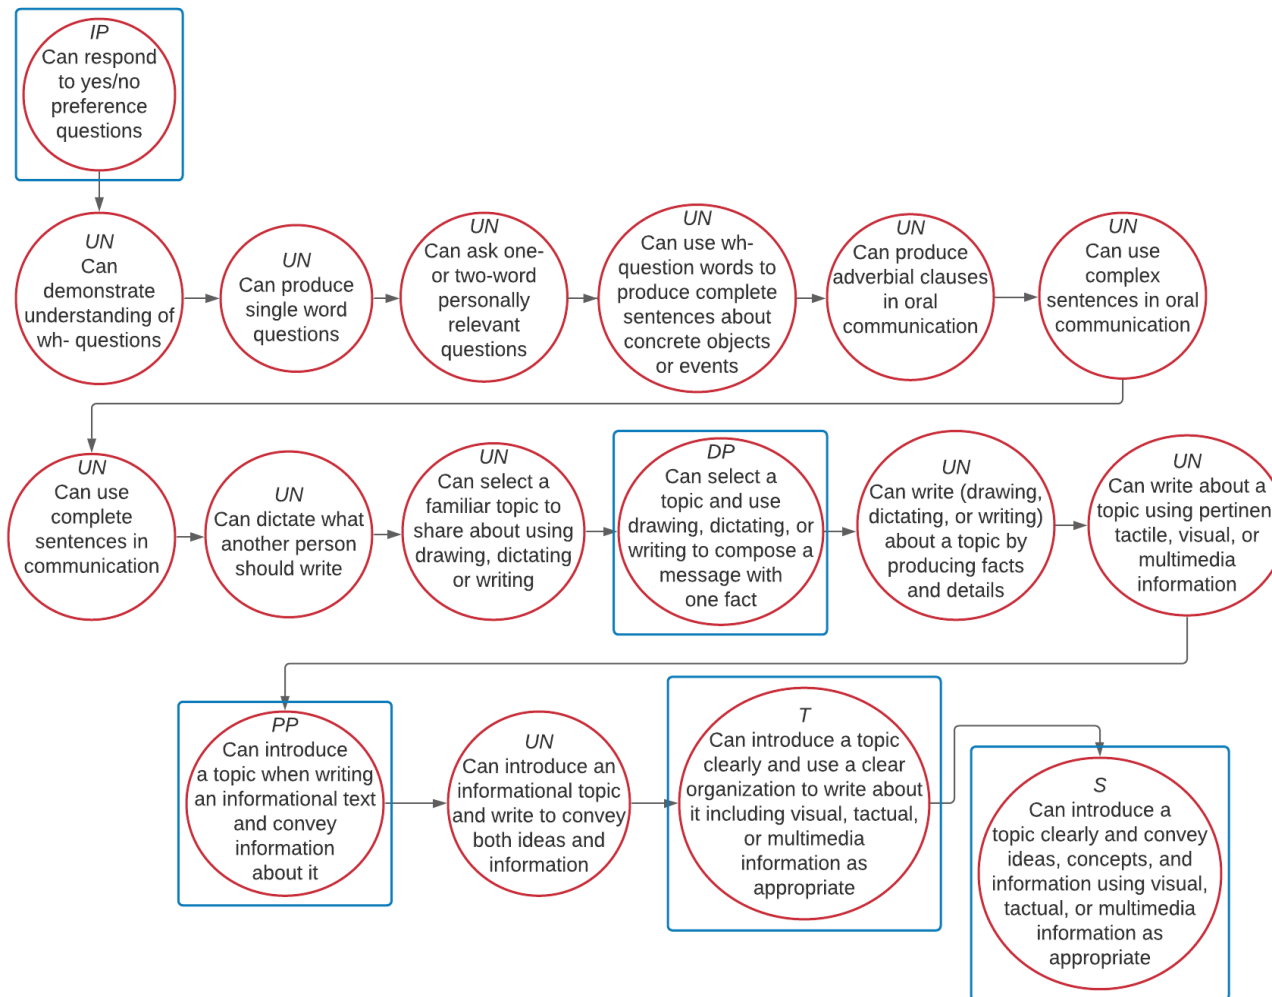 IP
Can respond
to yes/no
preference
questions
UN
Can
demonstrate
understanding of
wh- questions
UN
Can produce
single word
questions
UN
Can ask one-
or two-word
personally
relevant
questions
UN
Can use wh-
question words to
produce complete
sentences about
concrete objects
or events
UN
Can produce
adverbial clauses
in oral
communication
UN
Can use
complex
sentences in oral
communication
UN
Can use
complete
sentences in
communication
UN
Can dictate what
another person
should write
UN
Can select a
familiar topic to
share about using
drawing, dictating
or writing
DP
Can select a
topic and use
drawing, dictating, or
writing to compose a
message with
one fact
UN
Can write (drawing,
dictating, or writing)
about a topic by
producing facts
and details
UN
Can write about a
topic using pertinen
tactile, visual, or
multimedia
information
PP
Can introduce
a topic when writing
an informational text
and convey
information
about it
UN
Can introduce an
informational topic
and write to convey
both ideas and
information
T
Can introduce a topic
clearly and use a clear
organization to write about
it including visual, tactual,
or multimedia
information as
appropriate
S
Can introduce a
topic clearly and convey
ideas, concepts, and
information using visual,
tactual, or multimedia
information as
appropriate